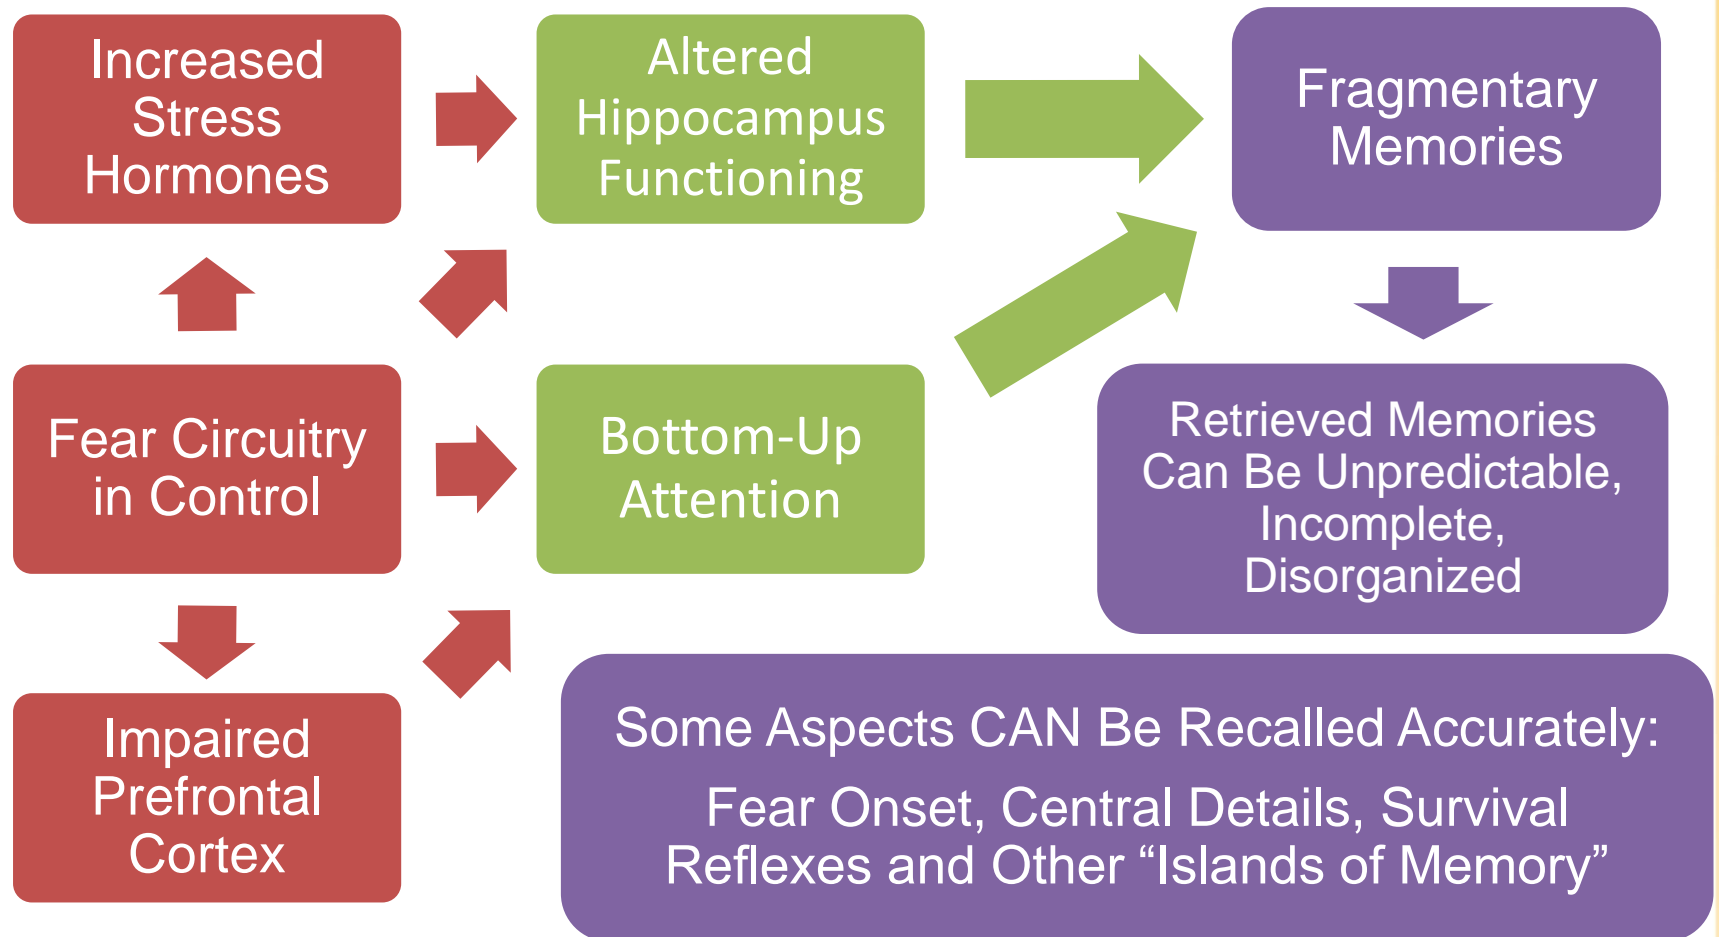 Increased
Stress
Hormones
Altered
Hippocampus
Functioning
Fragmentary
Memories
Fear Circuitry
in Control
Bottom-Up
Attention
Retrieved Memories
Can Be Unpredictable,
Incomplete,
Disorganized
Impaired
Prefrontal
Cortex
Some Aspects CAN Be Recalled Accurately:
Fear Onset, Central Details, Survival
Reflexes and Other “Islands of Memory”